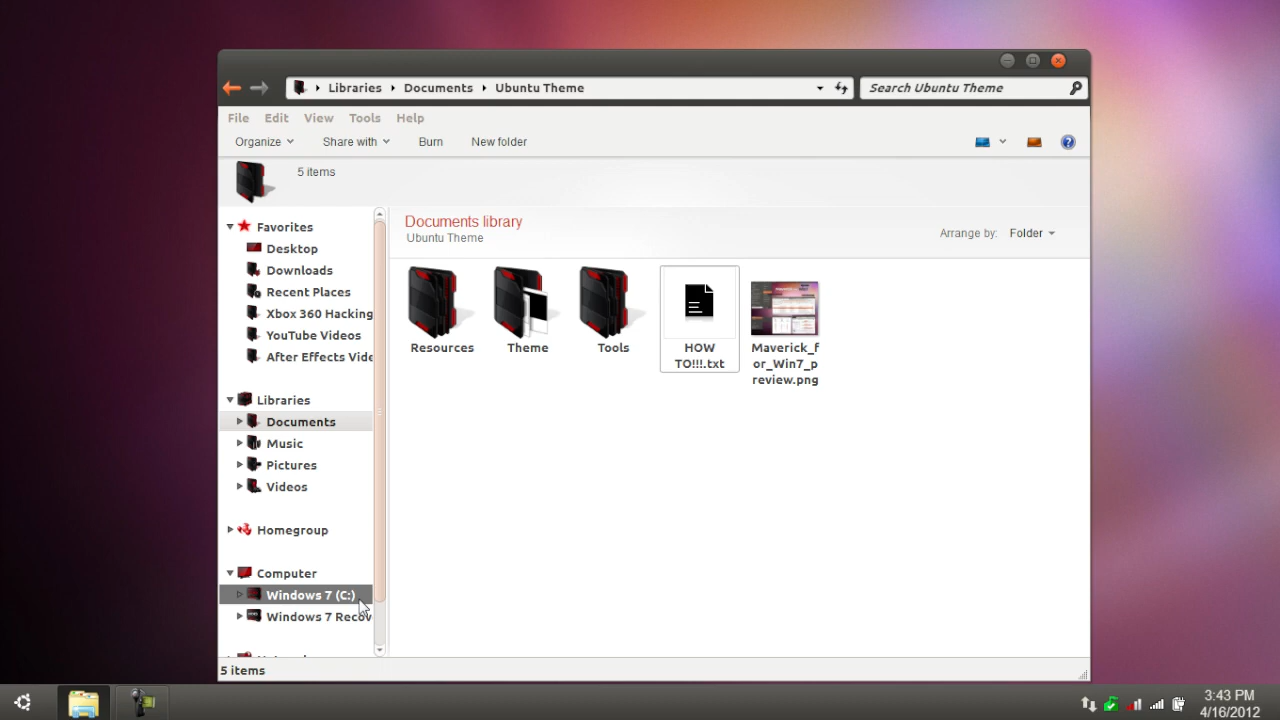 Libraries Documents Ubuntu Theme
Search Ubuntu Theme
File Edit View Tools Help
Organize Share with Burn New folder
5 items
Favorites
Desktop
Downloads
Recent Places
Xbox 360 Hacking
YouTube Videos
After Effects Vide
Libraries
Documents
Music
Pictures
Videos
Homegroup
Computer
Windows 7 (C:)
Windows 7 Recov
Documents library
Ubuntu Theme
Arrange by: Folder
Resources
Theme
Tools
HOW
TO!!!.txt
Maverick_f
or_Win7_p
review.png
5 items
3:43 PM
4/16/2012